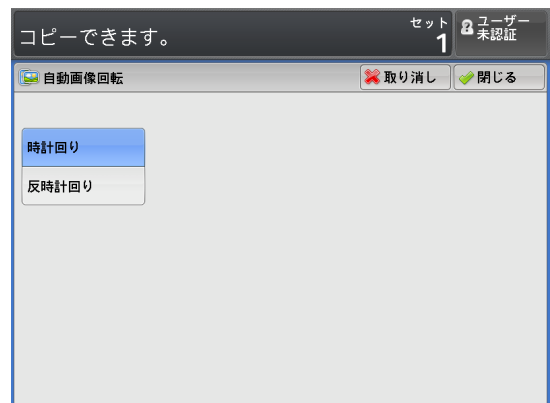 コピーできます。
セット
1
ユーザー
未認証
自動画像回転
取り消し
閉じる
時計回り
反時計回り